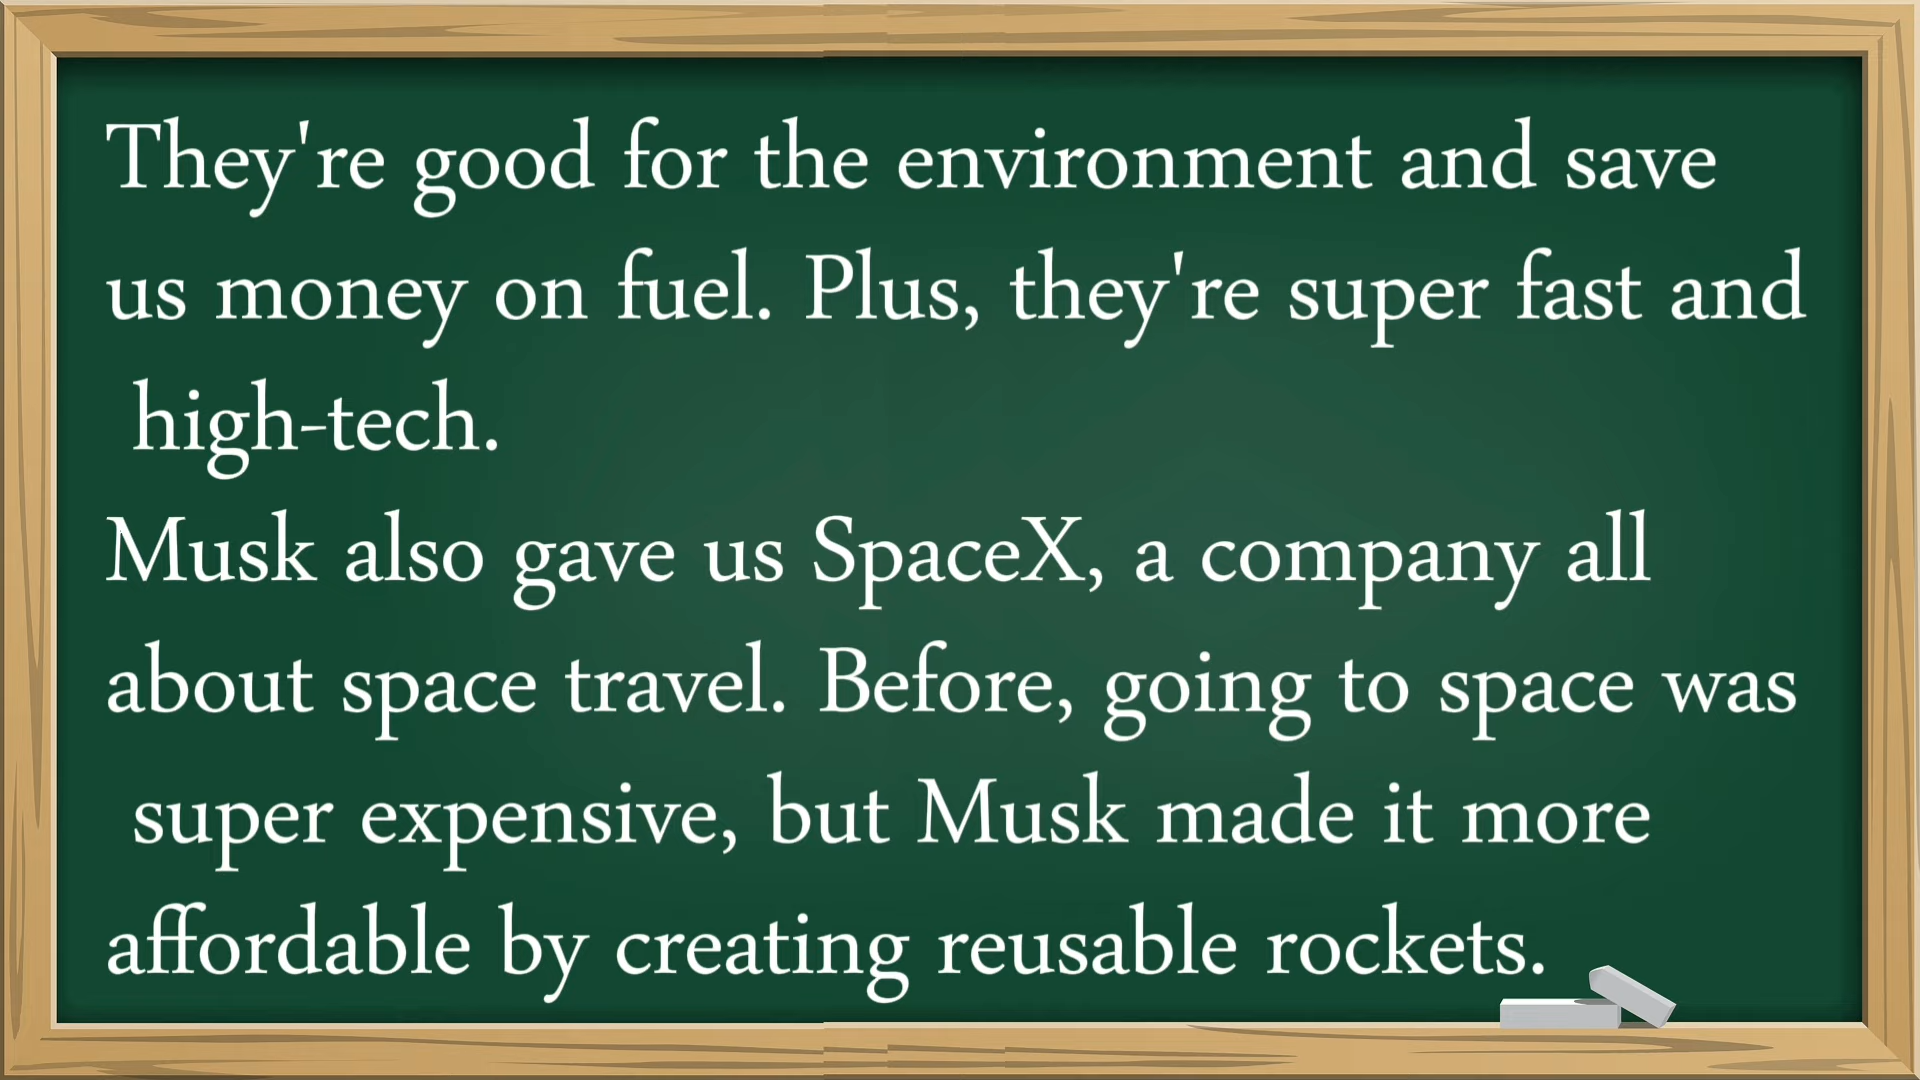 They're good for the environment and save
us money on fuel. Plus, they're super fast and
high-tech.
Musk also gave us SpaceX, a company all
about space travel. Before, going to space was
super expensive, but Musk made it more
affordable by creating reusable rockets.